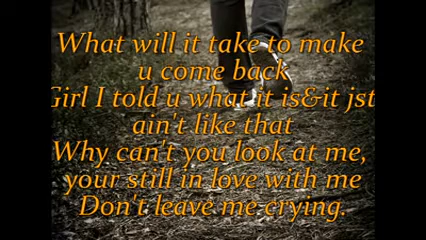 What will it take to make
u come back
Girl I told u what it is&it jst
ain't like that
Why can't you look at me,
your still in love with me
Don't leave me crying.